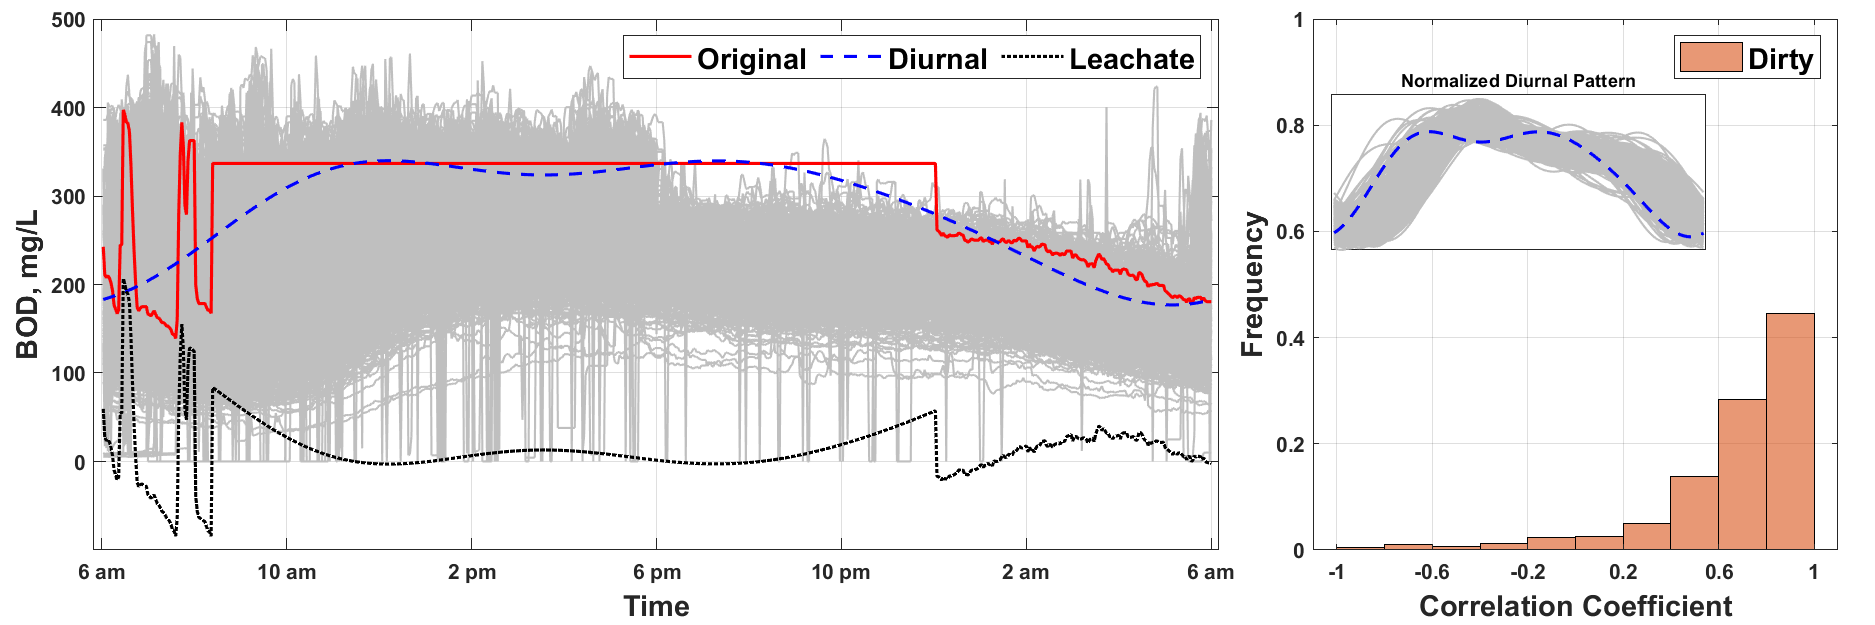 500
400
300
200
100
0
BOD, mg/L
Original Diurnal Leachate
6 am 10 am 2 pm 6 pm 10 pm 2 am 6 am
Time
1
0.8
0.6
0.4
0.2
0
Frequency
Dirty
Normalized Diurnal Pattern
-1 -0.6 -0.2 0.2 0.6 1
Correlation Coefficient